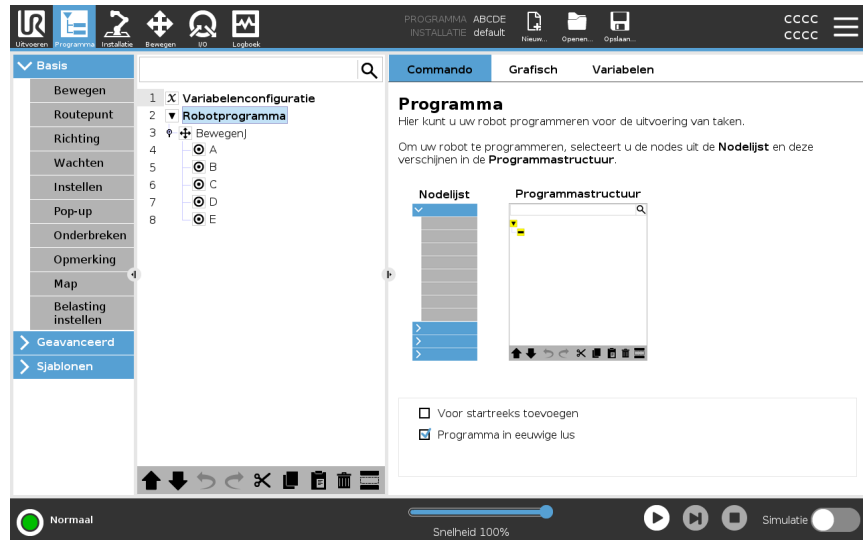 PROGRAMMA ABCDE
INSTALLATIE default
Uitvoeren Programma Installatie Bewegen I/O Logboek
Nieuw... Openen... Opslaan...
CCCC
CCCC
Basis
Bewegen
Routepunt
Richting
Wachten
Instellen
Pop-up
Onderbreken
Opmerking
Map
Belasting
instellen
Geavanceerd
Sjablonen
1 X Variabelenconfiguratie
2 Robotprogramma
3 BewegenJ
4 A
5 B
6 C
7 D
8 E
Commando Grafisch Variabelen
Programma
Hier kunt u uw robot programmeren voor de uitvoering van taken.
Om uw robot te programmeren, selecteert u de nodes uit de Nodelijst en deze
verschijnen in de Programmastructuur.
Nodelijst Programmastructuur
Voor startreeks toevoegen
Programma in eeuwige lus
Normaal
Snelheid 100%
Simulatie